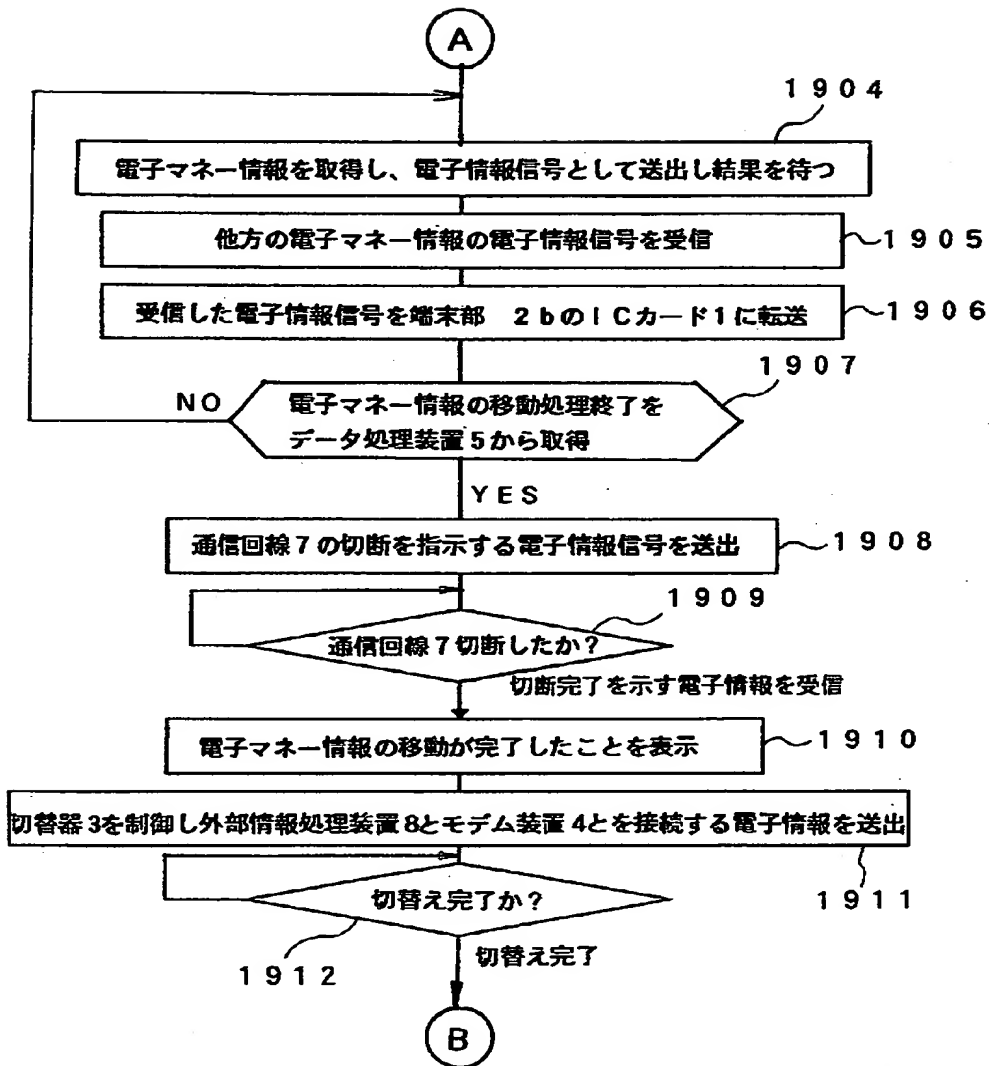 A
1904
電子マネー情報を取得し、電子情報信号として送出し結果を待つ
他方の電子マネー情報の電子情報信号を受信
1905
受信した電子情報信号を端末部 2bのICカード1に転送
1906
1907
NO
電子マネー情報の移動処理終了を
データ処理装置5から取得
YES
通信回線7の切断を指示する電子情報信号を送出
1908
1909
通信回線7切断したか?
切断完了を示す電子情報を受信
電子マネー情報の移動が完了したことを表示
1910
切替器3を制御し外部情報処理装置8とモデム装置4とを接続する電子情報を送出
1911
切替え完了か?
1912
切替え完了
B